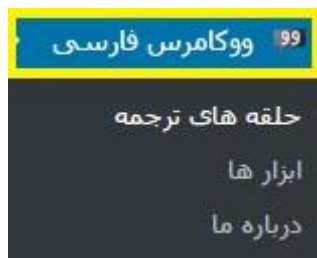 ووکامرس فارسی
حلقه های ترجمه
ابزار ها
درباره ما